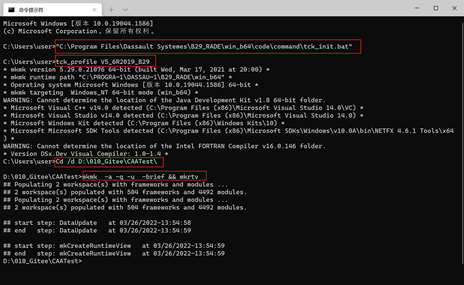 命令提示符
Microsoft Windows [版本 10.0.19044.1586]
(c) Microsoft Corporation。保留所有权利。
C:\Users\user>"C:\Program Files\Dassault Systemes\B29_RADE\win_b64\code\command\tck_init.bat"
C:\Users\user>tck_profile V5_6R2019_B29
* mkmk version 5.29.0.21076 64-bit (built Wed, Mar 17, 2021 at 20:00) *
* mkmk runtime path "C:\PROGRA~1\DASSAU~1\B29_RADE\win_b64" *
* Operating system Microsoft Windows [版本 10.0.19044.1586] 64-bit *
* mkmk targeting  Windows_NT 64-bit mode (win_b64) *
WARNING: Cannot determine the location of the Java Development Kit v1.8 64-bit folder.
* Microsoft Visual C++ v14.0 detected (C:\Program Files (x86)\Microsoft Visual Studio 14.0\VC) *
* Microsoft Visual Studio v14.0 detected (C:\Program Files (x86)\Microsoft Visual Studio 14.0) *
* Microsoft Windows Kit detected (C:\Program Files (x86)\Windows Kits\10) *
* Microsoft Microsoft SDK Tools detected (C:\Program Files (x86)\Microsoft SDKs\Windows\v10.0A\bin\NETFX 4.6.1 Tools\x64
) *
WARNING: Cannot determine the location of the Intel FORTRAN Compiler v16.0.146 folder.
* Version DSx.Dev Visual Compiler: 1.0-1.4 *
C:\Users\user>Cd /d D:\010_Gitee\CAATest\
D:\010_Gitee\CAATest>mkmk  -a -g -u  -brief && mkrtv
## Populating 2 workspace(s) with frameworks and modules ...
## 2 workspace(s) populated with 504 frameworks and 4492 modules.
## Populating 2 workspace(s) with frameworks and modules ...
## 2 workspace(s) populated with 504 frameworks and 4492 modules.
## start step: DataUpdate   at 03/26/2022-13:54:58
## end   step: DataUpdate   at 03/26/2022-13:54:59
## start step: mkCreateRuntimeView   at 03/26/2022-13:54:59
## end   step: mkCreateRuntimeView   at 03/26/2022-13:54:59
D:\010_Gitee\CAATest>